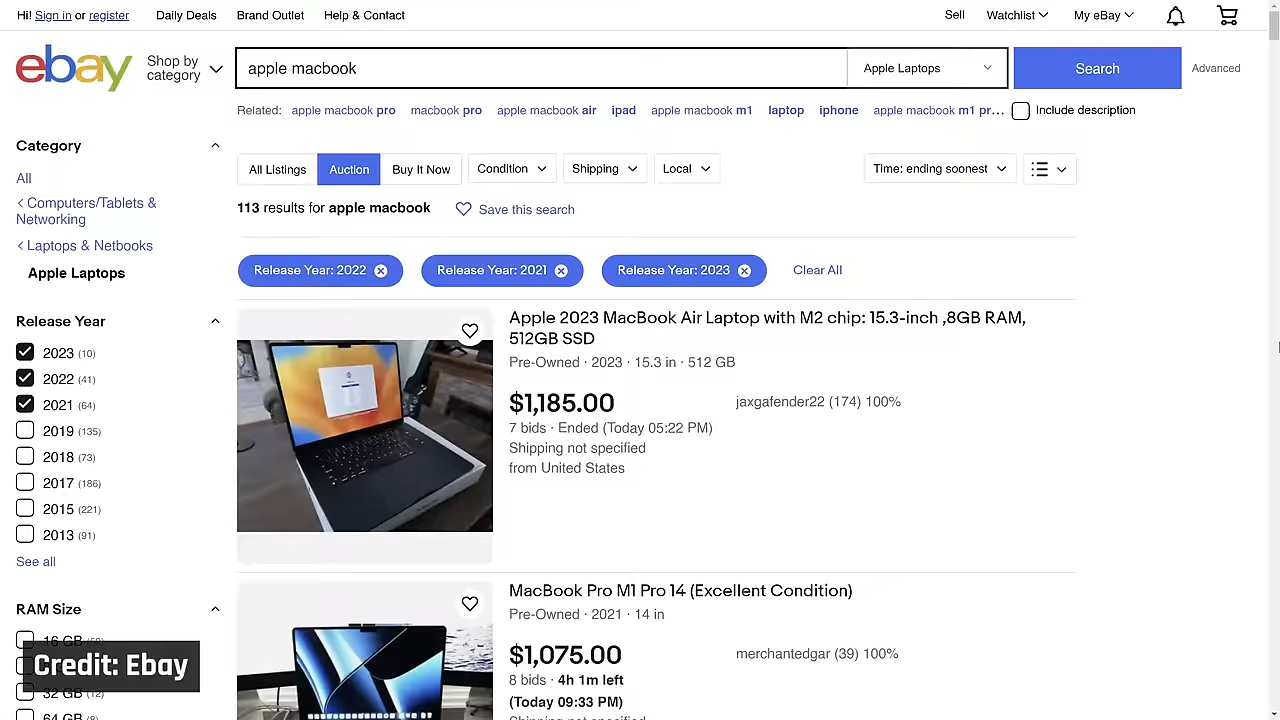 Hi! Sign in or register
Daily Deals
Brand Outlet
Help & Contact
Sell
Watchlist
My eBay
ebay
Shop by
category
apple macbook
Apple Laptops
Search
Advanced
Related: apple macbook pro macbook pro apple macbook air ipad apple macbook m1 laptop iphone apple macbook m1 pr...
Include description
Category
All
Computers/Tablets &
Networking
Laptops & Netbooks
Apple Laptops
Release Year
2023 (10)
2022 (41)
2021 (64)
2019 (135)
2018 (73)
2017 (186)
2015 (221)
2013 (91)
See all
RAM Size
16 GB
32 GB (12)
64 GB (8)
Credit: Ebay
All Listings
Auction
Buy It Now
Condition
Shipping
Local
Time: ending soonest
113 results for apple macbook
Save this search
Release Year: 2022
Release Year: 2021
Release Year: 2023
Clear All
Apple 2023 MacBook Air Laptop with M2 chip: 15.3-inch ,8GB RAM,
512GB SSD
Pre-Owned · 2023 · 15.3 in · 512 GB
$1,185.00
jaxgafender22 (174) 100%
7 bids · Ended (Today 05:22 PM)
Shipping not specified
from United States
MacBook Pro M1 Pro 14 (Excellent Condition)
Pre-Owned · 2021 · 14 in
$1,075.00
merchantedgar (39) 100%
8 bids · 4h 1m left
(Today 09:33 PM)
Shipping not specified